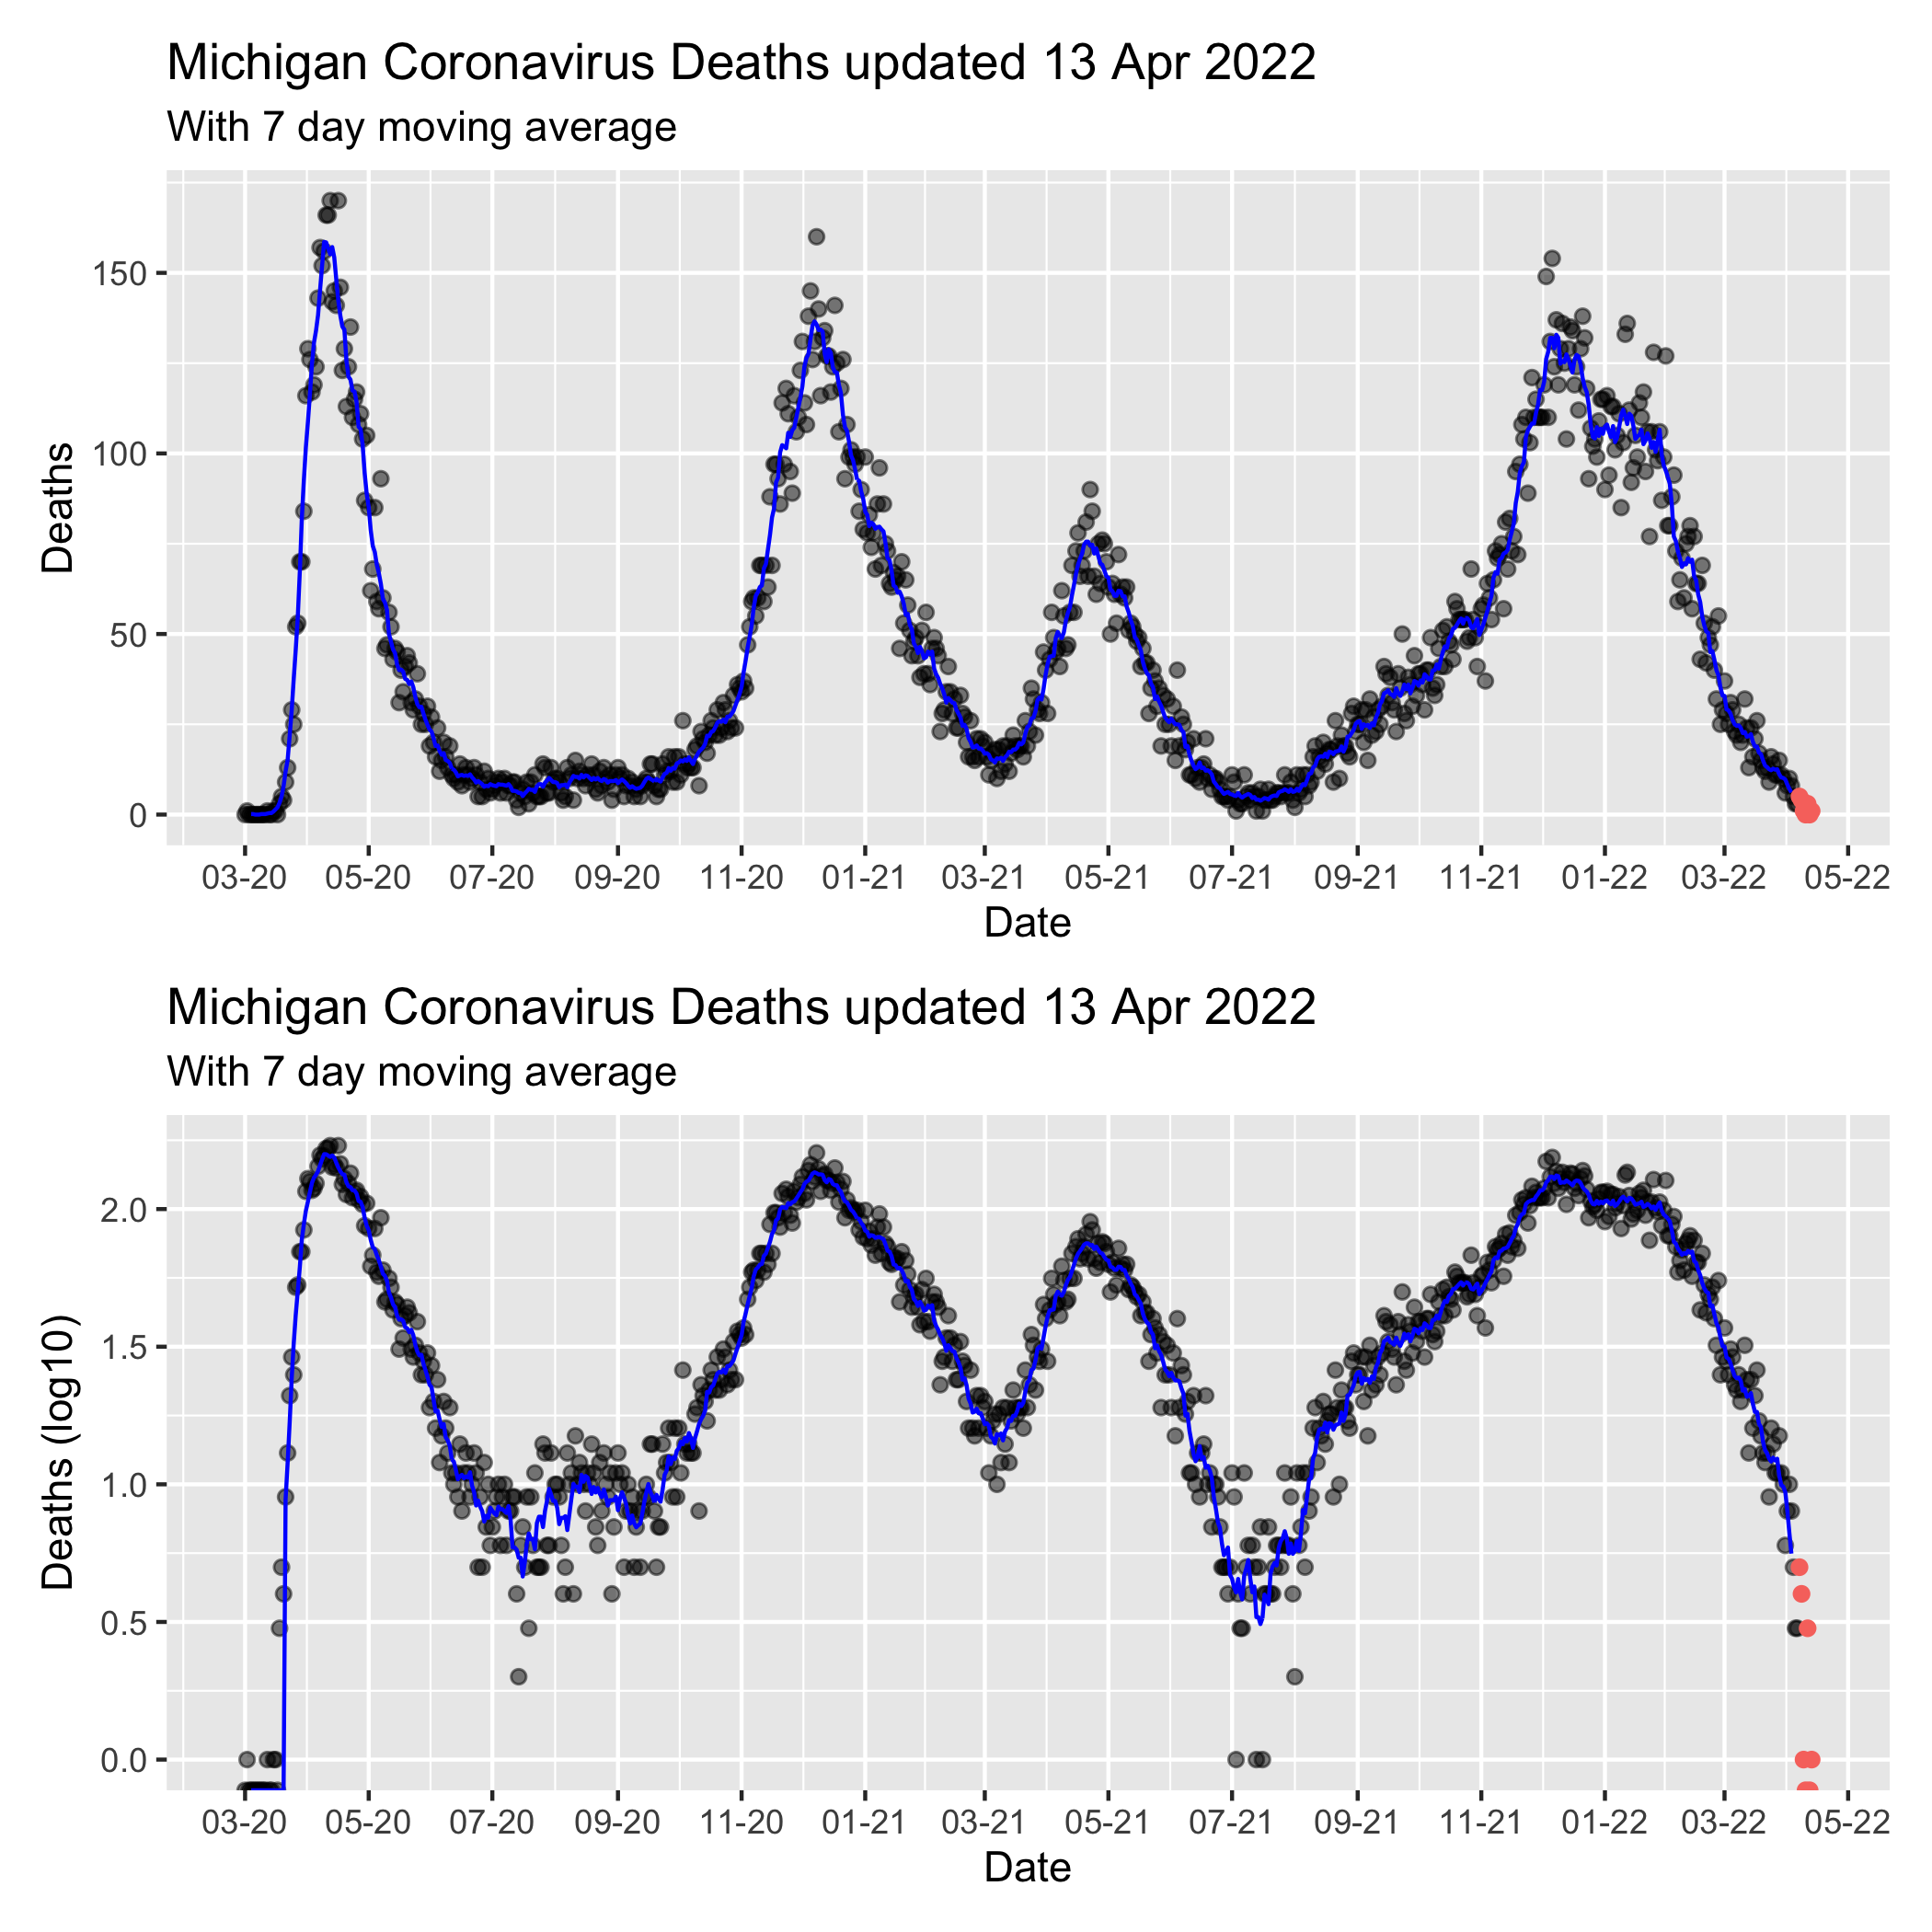 Michigan Coronavirus Deaths updated 13 Apr 2022
With 7 day moving average
Deaths
150
100
50
0
03-20 05-20 07-20 09-20 11-20 01-21 03-21 05-21 07-21 09-21 11-21 01-22 03-22 05-22
Date
Michigan Coronavirus Deaths updated 13 Apr 2022
With 7 day moving average
Deaths (log10)
2.0
1.5
1.0
0.5
0.0
03-20 05-20 07-20 09-20 11-20 01-21 03-21 05-21 07-21 09-21 11-21 01-22 03-22 05-22
Date